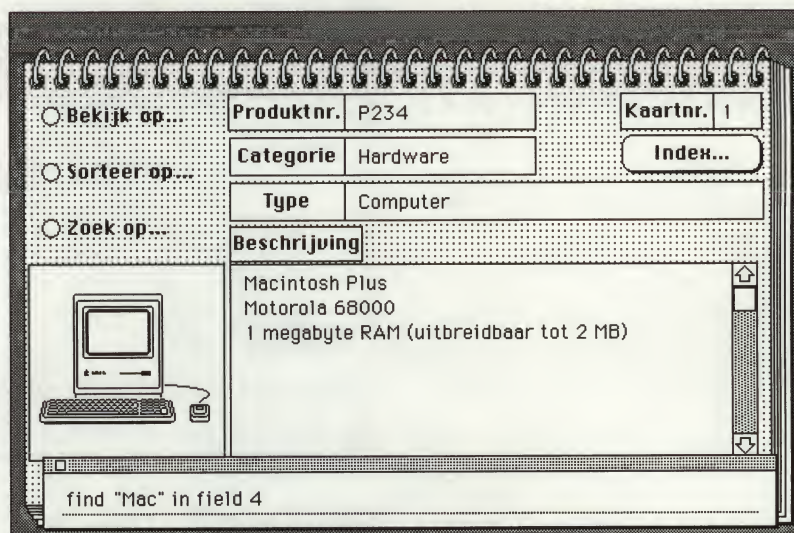 Bekijk op...
Sorteer op...
Zoek op...
Produktnr. P234
Kaartnr. 1
Categorie Hardware
Index...
Type Computer
Beschrijving
Macintosh Plus
Motorola 68000
1 megabyte RAM (uitbreidbaar tot 2 MB)
find "Mac" in field 4